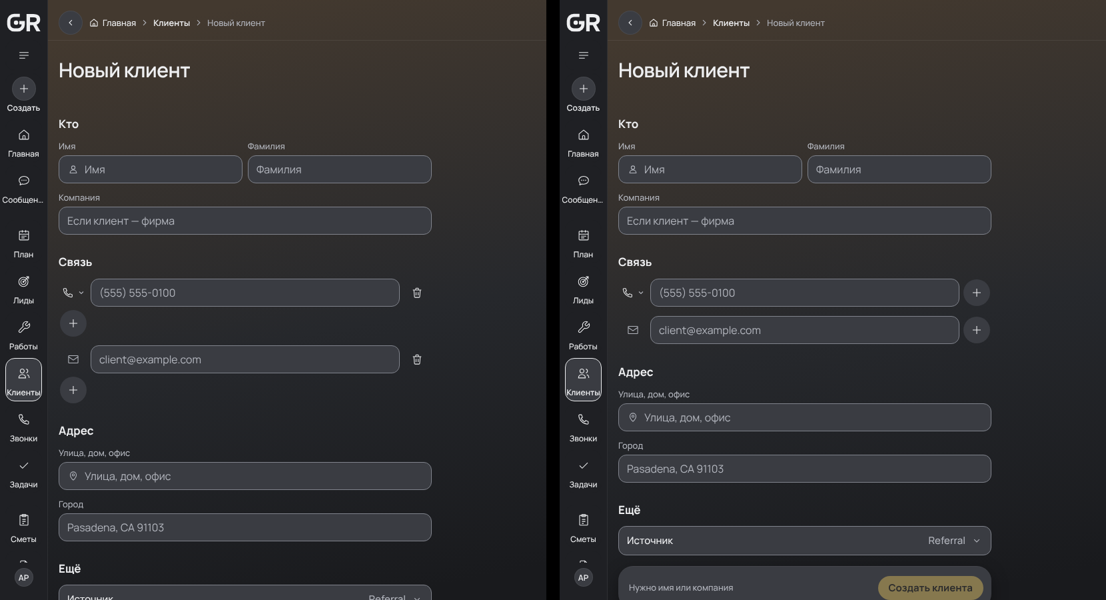 GR
Главная
Клиенты
Новый клиент
Новый клиент
Создать
Главная
Сообщен...
План
Лиды
Работы
Клиенты
Звонки
Задачи
Сметы
AP
Кто
Имя
Фамилия
Имя
Фамилия
Компания
Если клиент — фирма
Связь
(555) 555-0100
client@example.com
Адрес
Улица, дом, офис
Улица, дом, офис
Город
Pasadena, CA 91103
Ещё
Источник
Referral
GR
Главная
Клиенты
Новый клиент
Новый клиент
Создать
Главная
Сообщен...
План
Лиды
Работы
Клиенты
Звонки
Задачи
Сметы
AP
Кто
Имя
Фамилия
Имя
Фамилия
Компания
Если клиент — фирма
Связь
(555) 555-0100
client@example.com
Адрес
Улица, дом, офис
Улица, дом, офис
Город
Pasadena, CA 91103
Ещё
Источник
Referral
Нужно имя или компания
Создать клиента